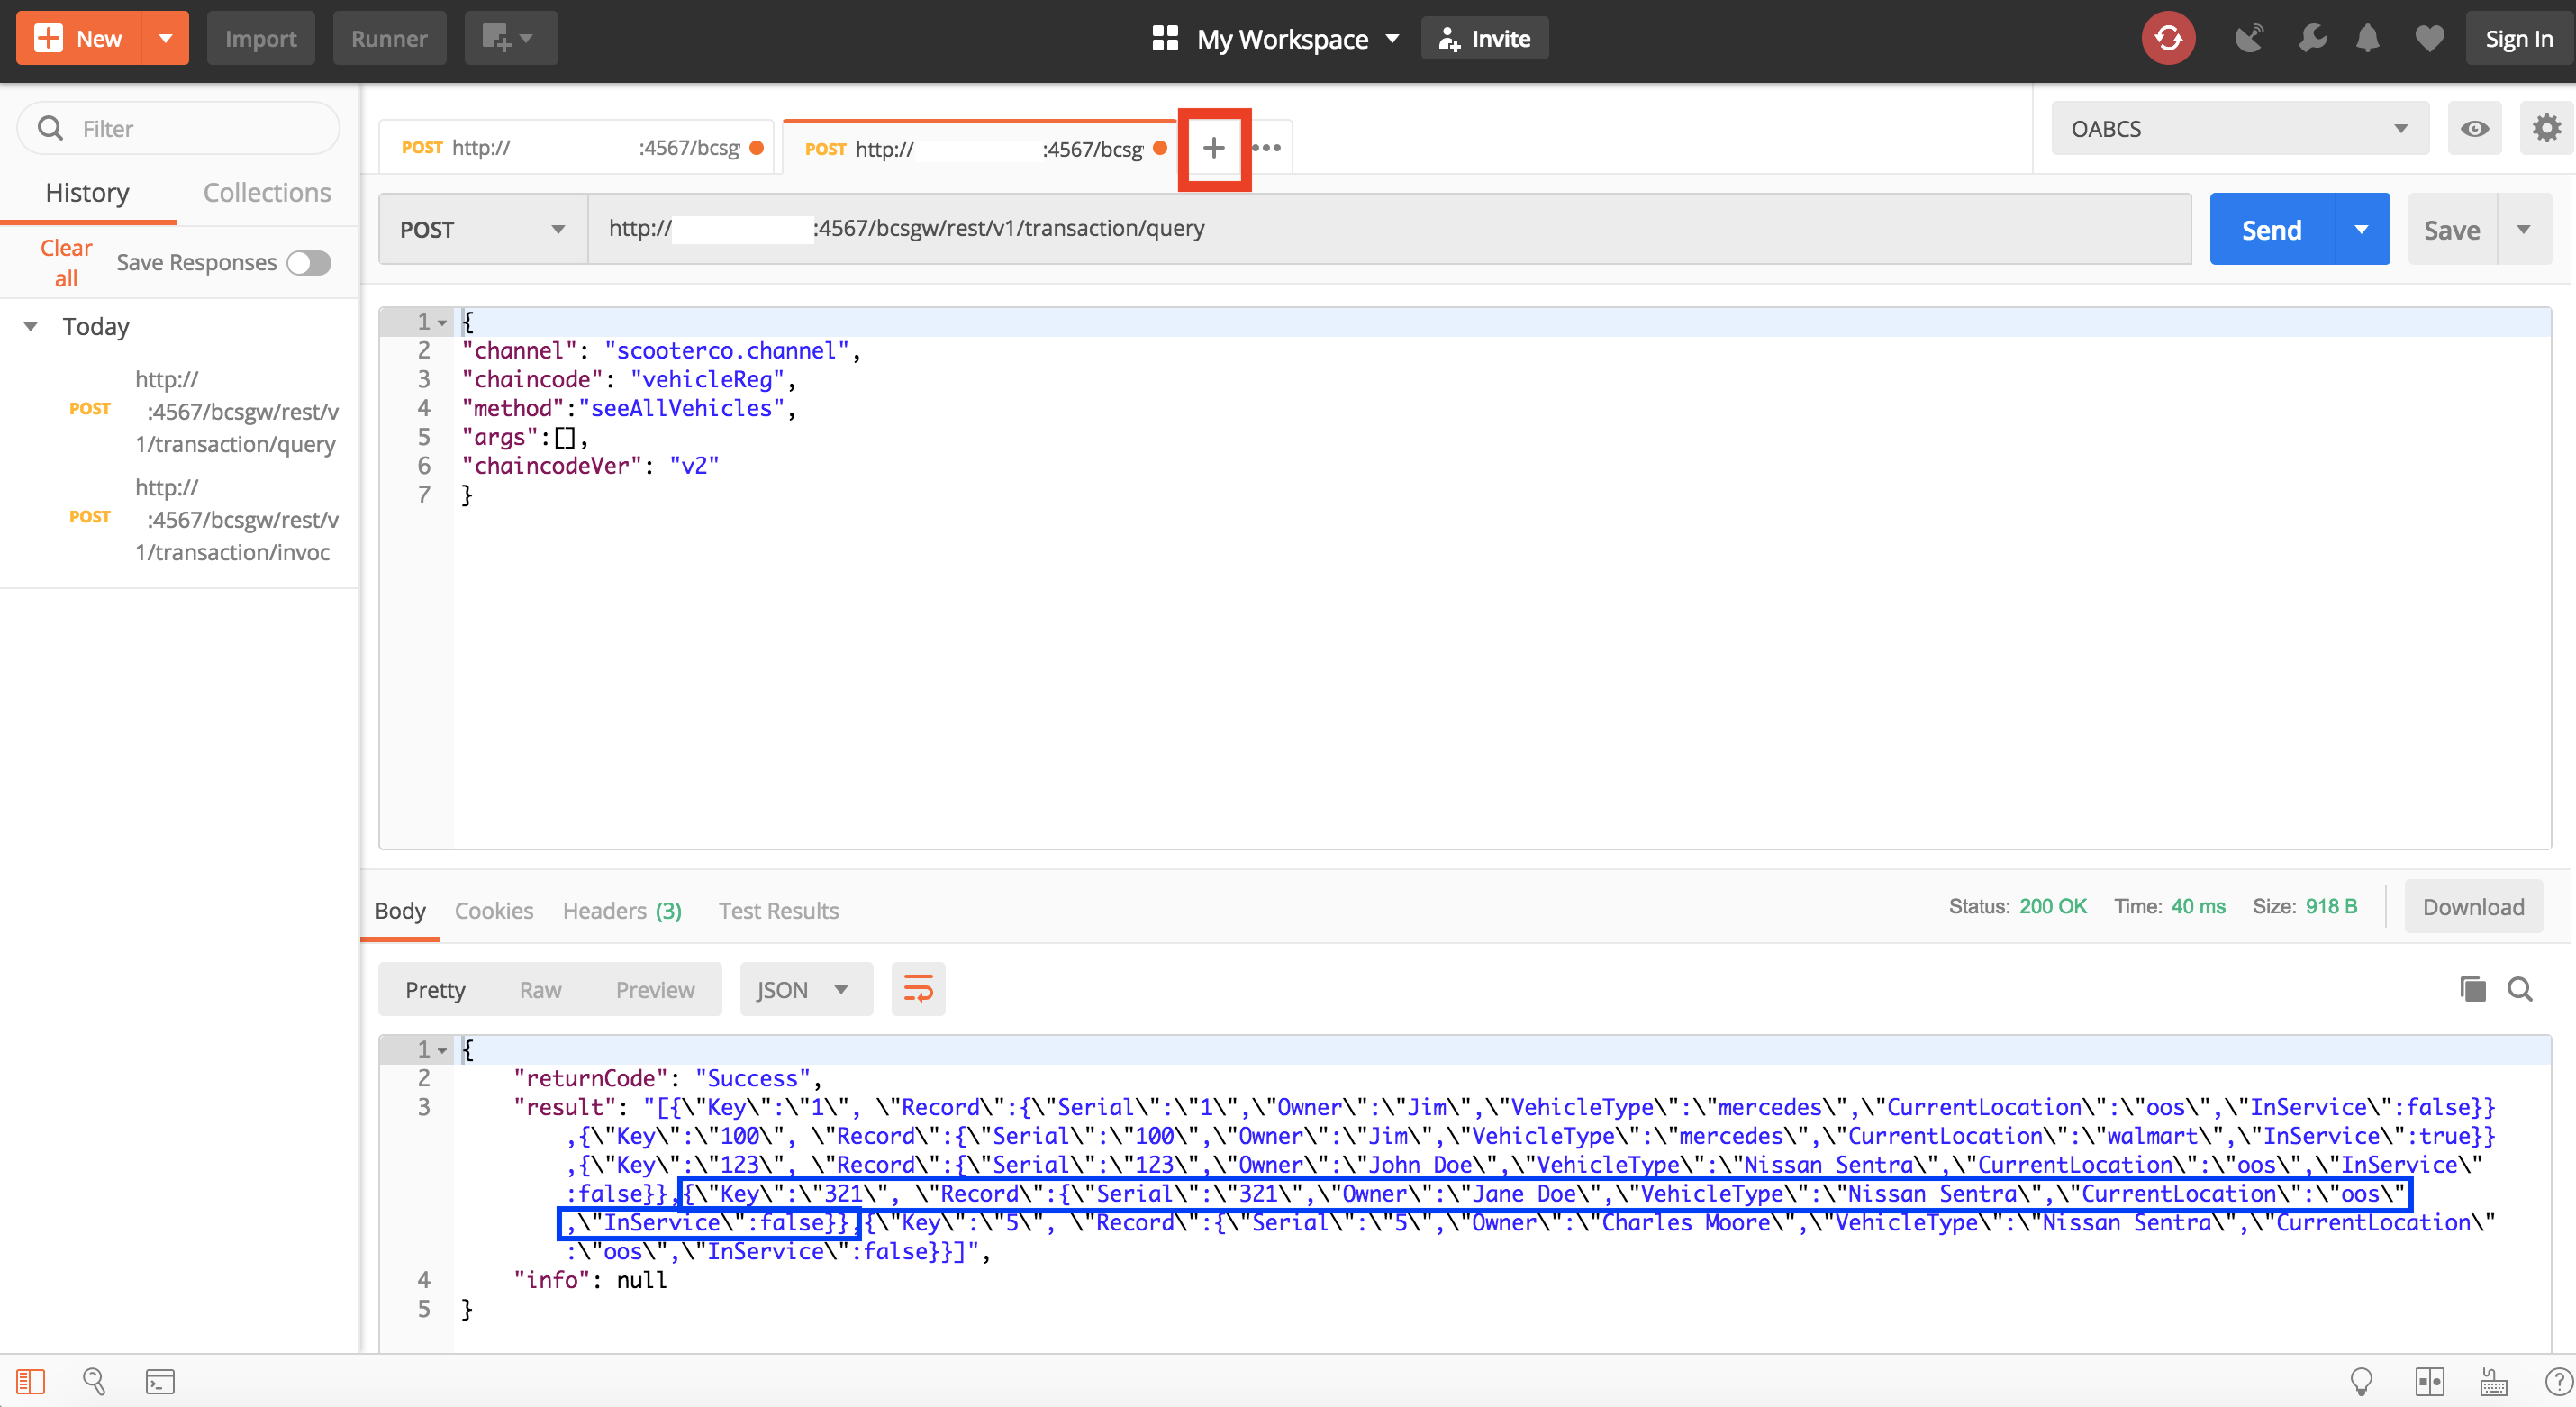 New
Import
Runner
My Workspace
Invite
Sign In
Filter
History
Collections
Clear all
Save Responses
Today
POST
http://
:4567/bcsgw/rest/v
1/transaction/query
POST
http://
:4567/bcsgw/rest/v
1/transaction/invoc
POST http:// :4567/bcsg
POST http:// :4567/bcsg
OABCS
POST
http:// :4567/bcsgw/rest/v1/transaction/query
Send
Save
1 {
2 "channel": "scooterco.channel",
3 "chaincode": "vehicleReg",
4 "method":"seeAllVehicles",
5 "args":[],
6 "chaincodeVer": "v2"
7 }
Body
Cookies
Headers (3)
Test Results
Status: 200 OK
Time: 40 ms
Size: 918 B
Download
Pretty
Raw
Preview
JSON
1 {
2 "returnCode": "Success",
3 "result": "[{\"Key\":\"1\", \"Record\":{\"Serial\":\"1\",\"Owner\":\"Jim\",\"VehicleType\":\"mercedes\",\"CurrentLocation\":\"oos\",\"InService\":false}}
,{\"Key\":\"100\", \"Record\":{\"Serial\":\"100\",\"Owner\":\"Jim\",\"VehicleType\":\"mercedes\",\"CurrentLocation\":\"walmart\",\"InService\":true}}
,{\"Key\":\"123\", \"Record\":{\"Serial\":\"123\",\"Owner\":\"John Doe\",\"VehicleType\":\"Nissan Sentra\",\"CurrentLocation\":\"oos\",\"InService\"
:false}},{\"Key\":\"321\", \"Record\":{\"Serial\":\"321\",\"Owner\":\"Jane Doe\",\"VehicleType\":\"Nissan Sentra\",\"CurrentLocation\":\"oos\"
,\"InService\":false}},{\"Key\":\"5\", \"Record\":{\"Serial\":\"5\",\"Owner\":\"Charles Moore\",\"VehicleType\":\"Nissan Sentra\",\"CurrentLocation\"
:\"oos\",\"InService\":false}}]",
4 "info": null
5 }